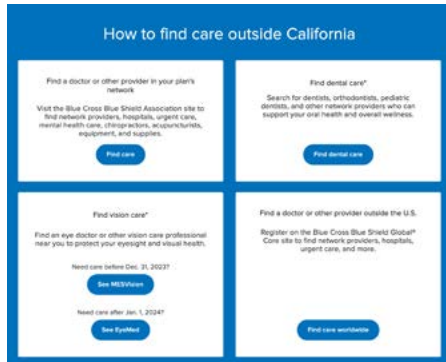 How to find care outside California
Find a doctor or other provider in your plan's
network
Visit the Blue Cross Blue Shield Association site to
find network providers, hospitals, urgent care,
mental health care, chiropractors, acupuncturists,
equipment, and supplies.
Find care
Find dental care*
Search for dentists, orthodontists, pediatric
dentists, and other network providers who can
support your oral health and overall wellness.
Find dental care
Find vision care*
Find an eye doctor or other vision care professional
near you to protect your eyesight and visual health.
Need care before Dec. 31, 2023?
See MESVision
Need care after Jan. 1, 2024?
See EyeMed
Find a doctor or other provider outside the U.S.
Register on the Blue Cross Blue Shield Global®
Core site to find network providers, hospitals,
urgent care, and more.
Find care worldwide